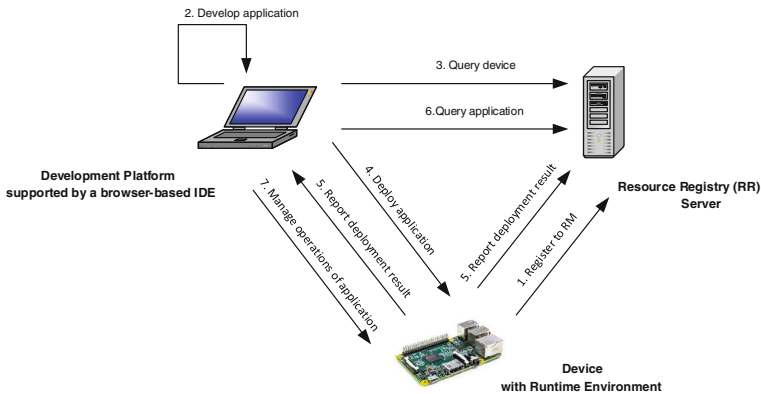 2. Develop application
3. Query device
6.Query application
Development Platform
supported by a browser-based IDE
Resource Registry (RR)
Server
4. Deploy application
5. Report deployment result
7. Manage operations of application
5. Report deployment result
1. Register to RM
Device
with Runtime Environment